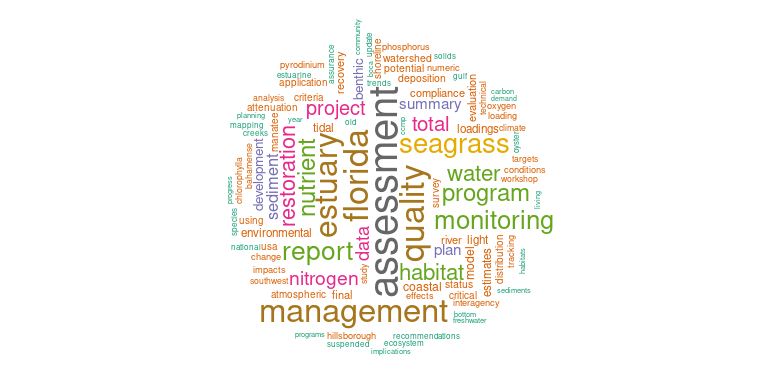 community
update
phosphorus
shoreline
assurance
recovery
benthic
tbcca
watershed
solids
pyrodinium
potential
numeric
estuarine
application
deposition
gulf
trends
evaluation
technical
carbon
demand
analysis
criteria
compliance
oxygen
attenuation
project
summary
loading
planning
year
old
comp
total
mapping
tidal
loadings
climate
creeks
manatee
restoration
nutrient
estuary
florida
assessment
quality
seagrass
oyster
targets
chlorophylla
bahamense
development
sediment
water
conditions
workshop
progress
survey
program
living
species
using
monitoring
environmental
data
river
light
national
usa
report
plan
model
estimates
distribution
tracking
change
habitats
impacts
study
habitat
southwest
nitrogen
coastal
status
sediments
atmospheric
final
effects
critical
interagency
management
bottom
freshwater
programs
hillsborough
recommendations
suspended
ecosystem
implications